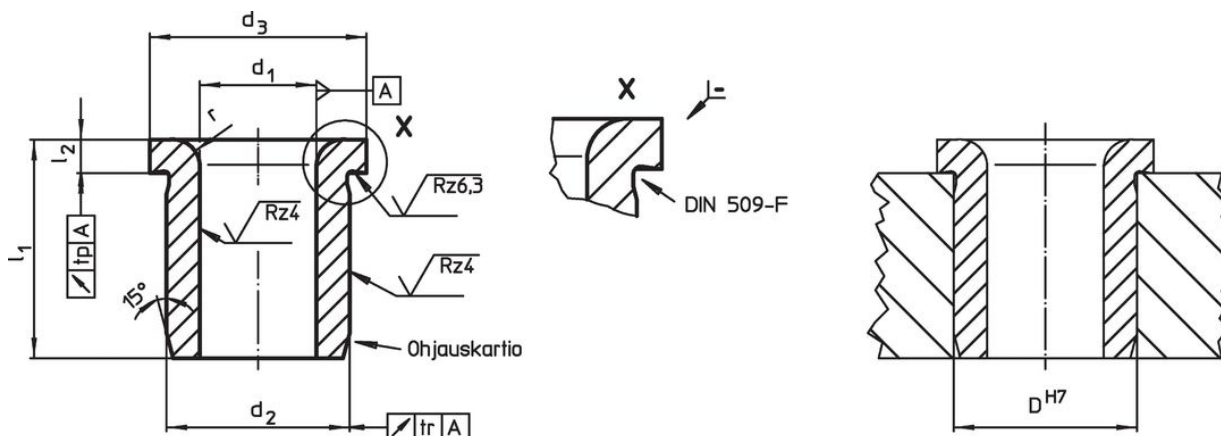 d3
d1
A
r
X
l2
Rz6,3
Rz4
tp A
l1
15°
Rz4
Ohjauskartio
d2
tr A
X
-
DIN 509-F
D H7